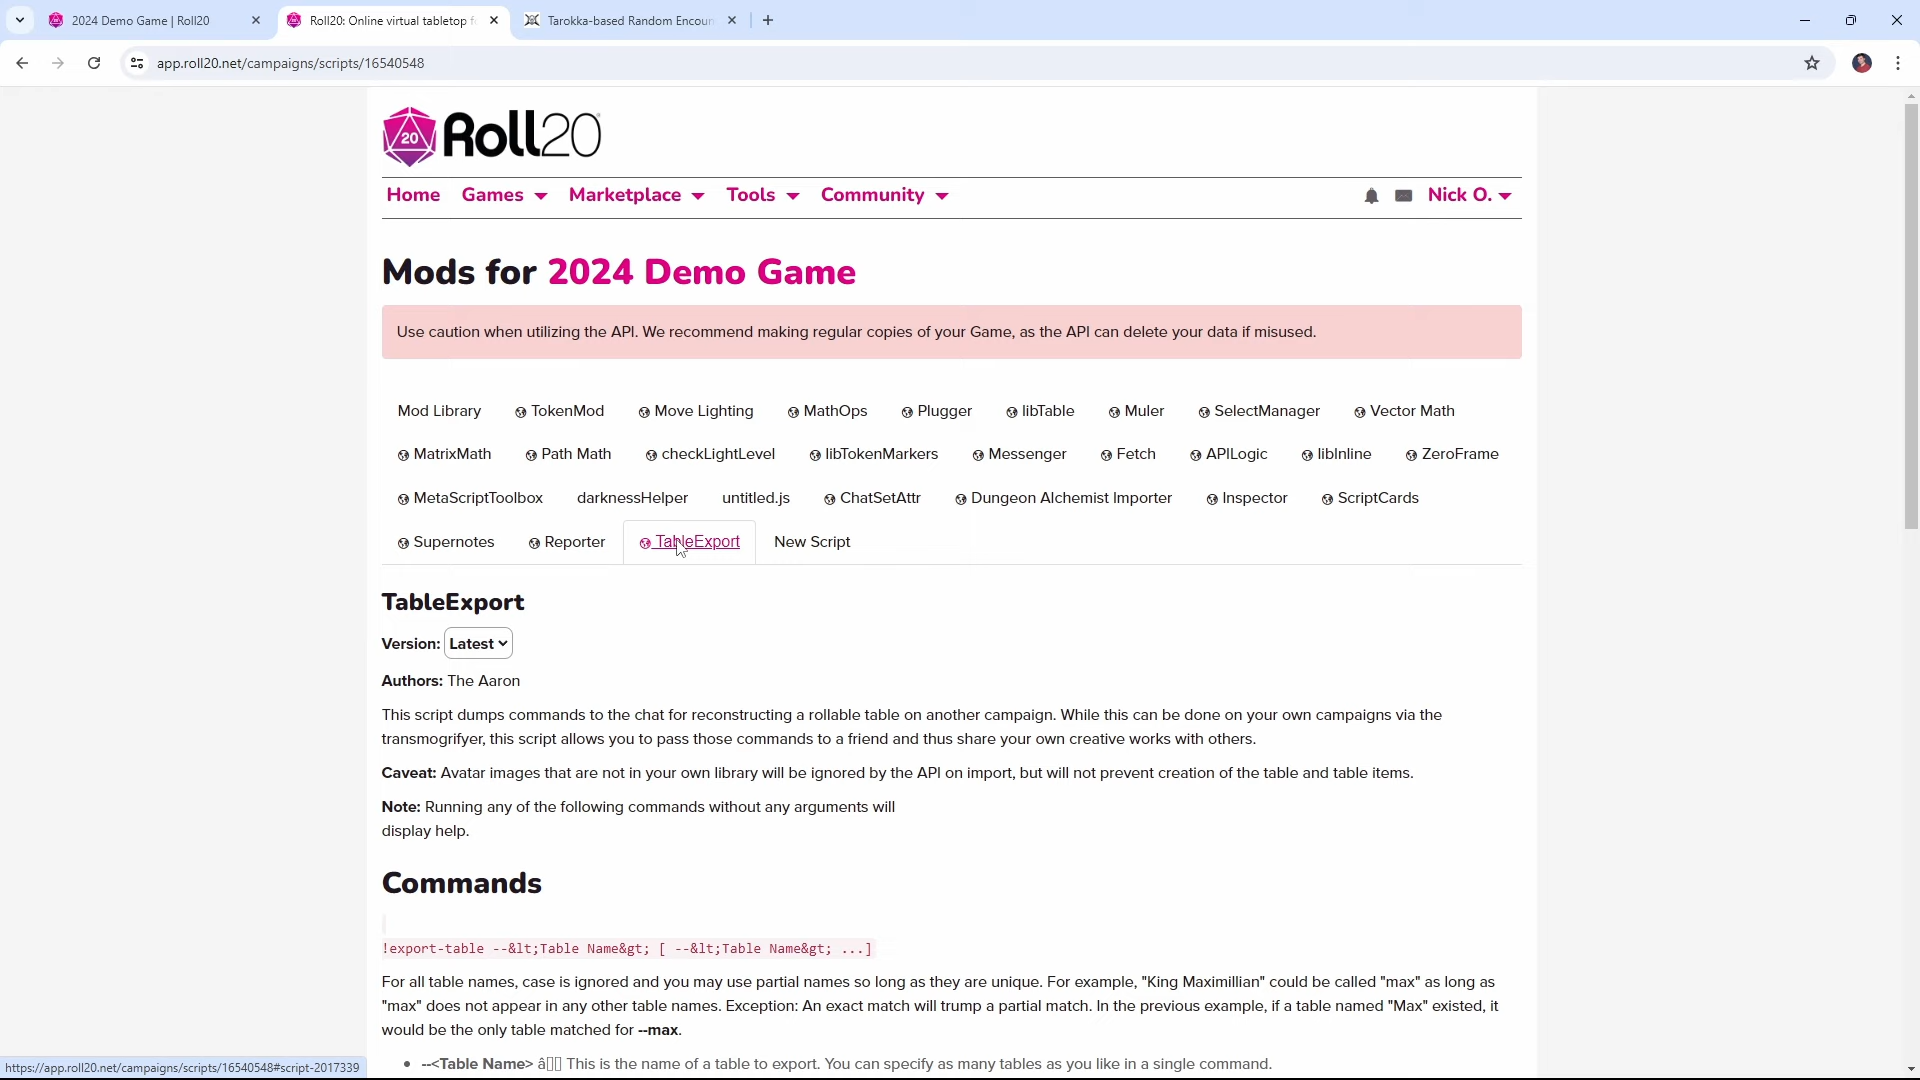 2024 Demo Game | Roll20
Roll20: Online virtual tabletop f
Tarokka-based Random Encoun
app.roll20.net/campaigns/scripts/16540548
20 Roll20
Home Games Marketplace Tools Community Nick O.
Mods for 2024 Demo Game
Use caution when utilizing the API. We recommend making regular copies of your Game, as the API can delete your data if misused.
Mod Library TokenMod Move Lighting MathOps Plugger libTable Muler SelectManager Vector Math
MatrixMath Path Math checkLightLevel libTokenMarkers Messenger Fetch APILogic libInline ZeroFrame
MetaScriptToolbox darknessHelper untitled.js ChatSetAttr Dungeon Alchemist Importer Inspector ScriptCards
Supernotes Reporter TableExport New Script
TableExport
Version: Latest
Authors: The Aaron
This script dumps commands to the chat for reconstructing a rollable table on another campaign. While this can be done on your own campaigns via the
transmogrifyer, this script allows you to pass those commands to a friend and thus share your own creative works with others.
Caveat: Avatar images that are not in your own library will be ignored by the API on import, but will not prevent creation of the table and table items.
Note: Running any of the following commands without any arguments will
display help.
Commands
!export-table --&lt;Table Name&gt; [ --&lt;Table Name&gt; ...]
For all table names, case is ignored and you may use partial names so long as they are unique. For example, "King Maximillian" could be called "max" as long as
"max" does not appear in any other table names. Exception: An exact match will trump a partial match. In the previous example, if a table named "Max" existed, it
would be the only table matched for --max.
• --<Table Name> â This is the name of a table to export. You can specify as many tables as you like in a single command.
https://app.roll20.net/campaigns/scripts/16540548#script-2017339